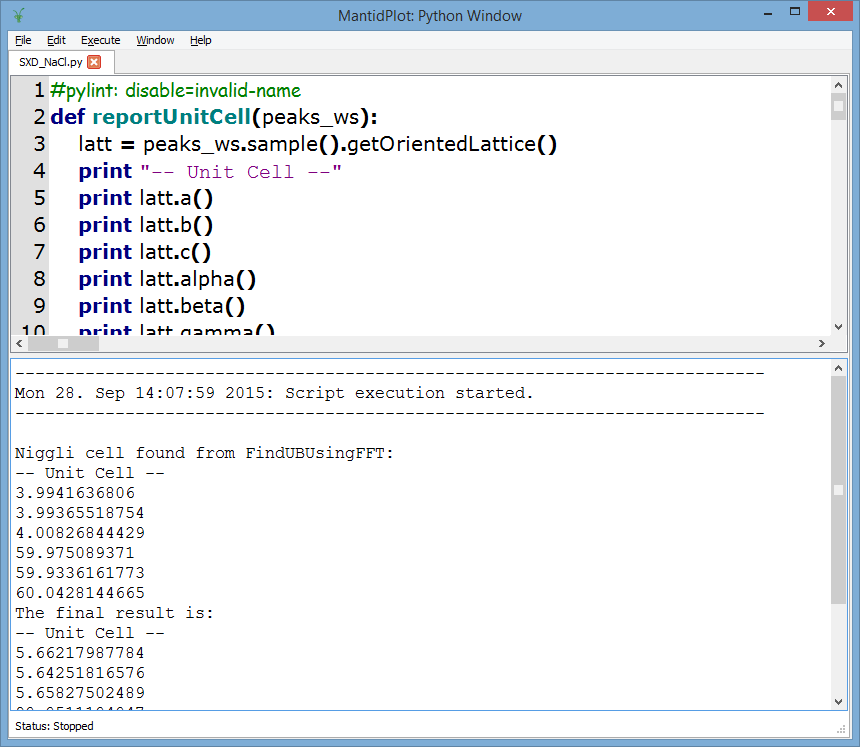 MantidPlot: Python Window
File Edit Execute Window Help
SXD_NaCl.py
1 #pylint: disable=invalid-name
2 def reportUnitCell(peaks_ws):
3 latt = peaks_ws.sample().getOrientedLattice()
4 print "-- Unit Cell --"
5 print latt.a()
6 print latt.b()
7 print latt.c()
8 print latt.alpha()
9 print latt.beta()
10 print latt.gamma()
---------------------------------------------------------------------------
Mon 28. Sep 14:07:59 2015: Script execution started.
---------------------------------------------------------------------------
Niggli cell found from FindUBUsingFFT:
-- Unit Cell --
3.9941636806
3.99365518754
4.00826844429
59.975089371
59.9336161773
60.0428144665
The final result is:
-- Unit Cell --
5.66217987784
5.64251816576
5.65827502489
Status: Stopped